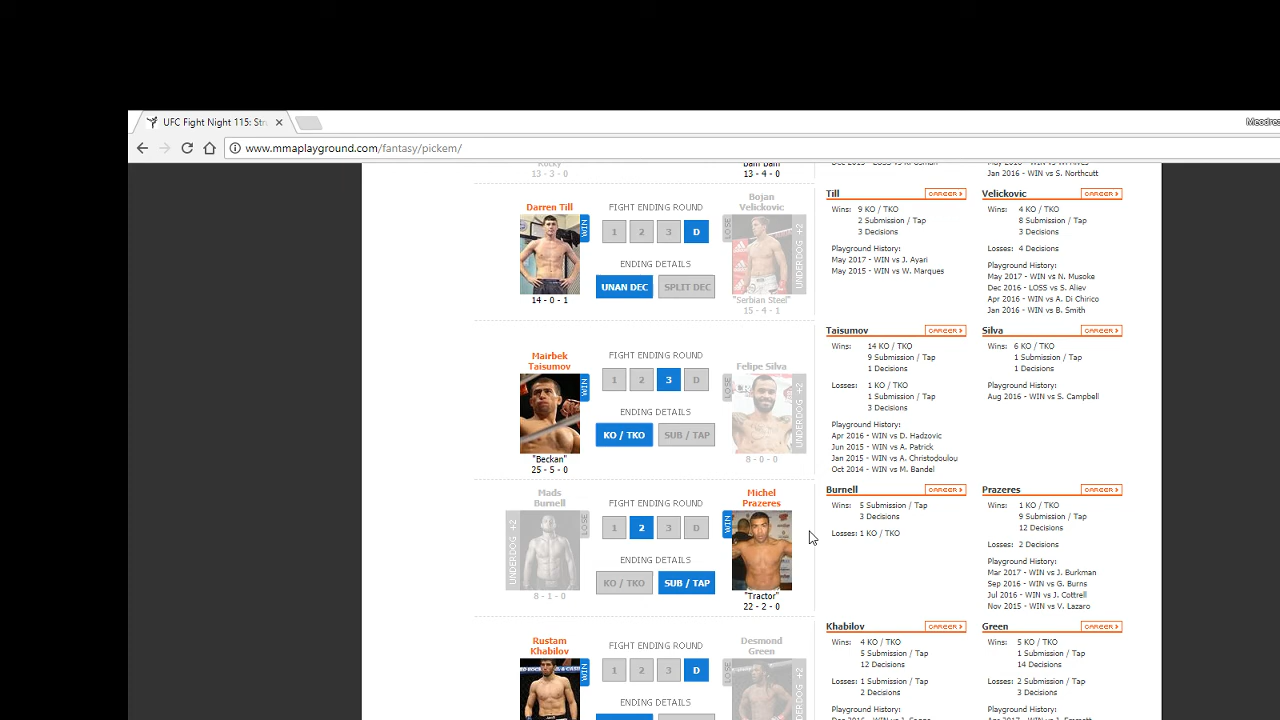 UFC Fight Night 115: Str
www.mmaplayground.com/fantasy/pickem/
13 - 3 - 0
13 - 4 - 0
Jan 2016 - WIN vs S. Northcutt
Darren Till
WIN
14 - 0 - 1
FIGHT ENDING ROUND
1 2 3 D
ENDING DETAILS
UNAN DEC SPLIT DEC
Bojan
Velickovic
LOSE
UNDERDOG +2
"Serbian Steel"
15 - 4 - 1
Till CAREER
Wins: 9 KO / TKO
2 Submission / Tap
3 Decisions
Playground History:
May 2017 - WIN vs J. Ayari
May 2015 - WIN vs W. Marques
Velickovic CAREER
Wins: 4 KO / TKO
8 Submission / Tap
3 Decisions
Losses: 4 Decisions
Playground History:
May 2017 - WIN vs N. Musoke
Dec 2016 - LOSS vs S. Aliev
Apr 2016 - WIN vs A. Di Chirico
Jan 2016 - WIN vs B. Smith
Mairbek
Taisumov
WIN
"Beckan"
25 - 5 - 0
FIGHT ENDING ROUND
1 2 3 D
ENDING DETAILS
KO / TKO SUB / TAP
Felipe Silva
LOSE
UNDERDOG +2
8 - 0 - 0
Taisumov CAREER
Wins: 14 KO / TKO
9 Submission / Tap
1 Decisions
Losses: 1 KO / TKO
1 Submission / Tap
3 Decisions
Playground History:
Apr 2016 - WIN vs D. Hadzovic
Jun 2015 - WIN vs A. Patrick
Jan 2015 - WIN vs A. Christodoulou
Oct 2014 - WIN vs M. Bandel
Silva CAREER
Wins: 6 KO / TKO
1 Submission / Tap
1 Decisions
Playground History:
Aug 2016 - WIN vs S. Campbell
Mads
Burnell
UNDERDOG +2
LOSE
8 - 1 - 0
FIGHT ENDING ROUND
1 2 3 D
ENDING DETAILS
KO / TKO SUB / TAP
Michel
Prazeres
WIN
"Tractor"
22 - 2 - 0
Burnell CAREER
Wins: 5 Submission / Tap
3 Decisions
Losses: 1 KO / TKO
Prazeres CAREER
Wins: 1 KO / TKO
9 Submission / Tap
12 Decisions
Losses: 2 Decisions
Playground History:
Mar 2017 - WIN vs J. Burkman
Sep 2016 - WIN vs G. Burns
Jul 2016 - WIN vs J. Cottrell
Nov 2015 - WIN vs V. Lazaro
Rustam
Khabilov
WIN
FIGHT ENDING ROUND
1 2 3 D
ENDING DETAILS
Desmond
Green
LOSE
UNDERDOG +2
Khabilov CAREER
Wins: 4 KO / TKO
5 Submission / Tap
12 Decisions
Losses: 1 Submission / Tap
2 Decisions
Playground History:
Green CAREER
Wins: 5 KO / TKO
1 Submission / Tap
14 Decisions
Losses: 2 Submission / Tap
3 Decisions
Playground History: